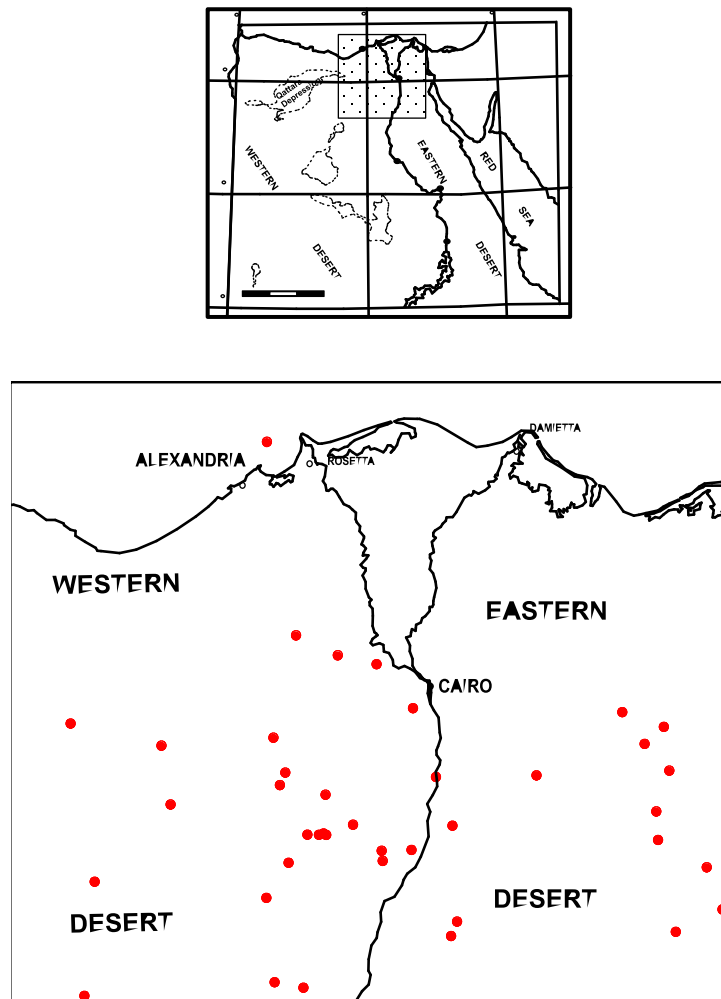 Qattara
Depression
WESTERN
EASTERN
RED
SEA
DESERT
DESERT
DAMIETTA
ALEXANDRIA
ROSETTA
WESTERN
EASTERN
CAIRO
DESERT
DESERT